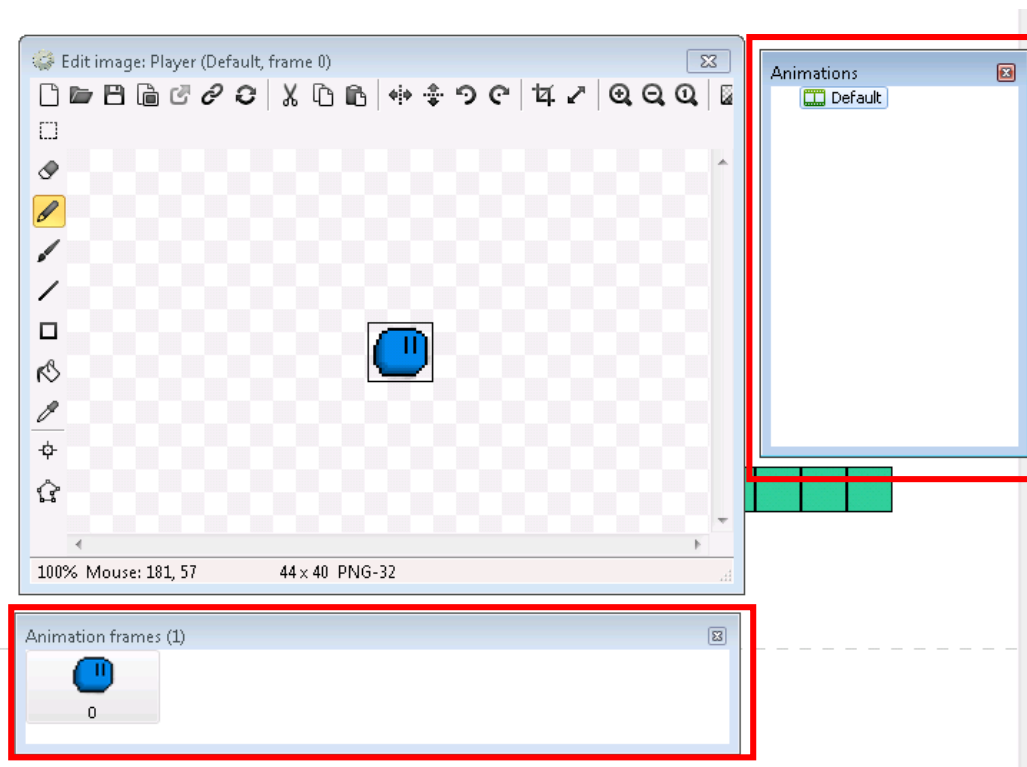 Edit image: Player (Default, frame 0)
Animations
Default
100% Mouse: 181, 57 44 x 40 PNG-32
Animation frames (1)
0